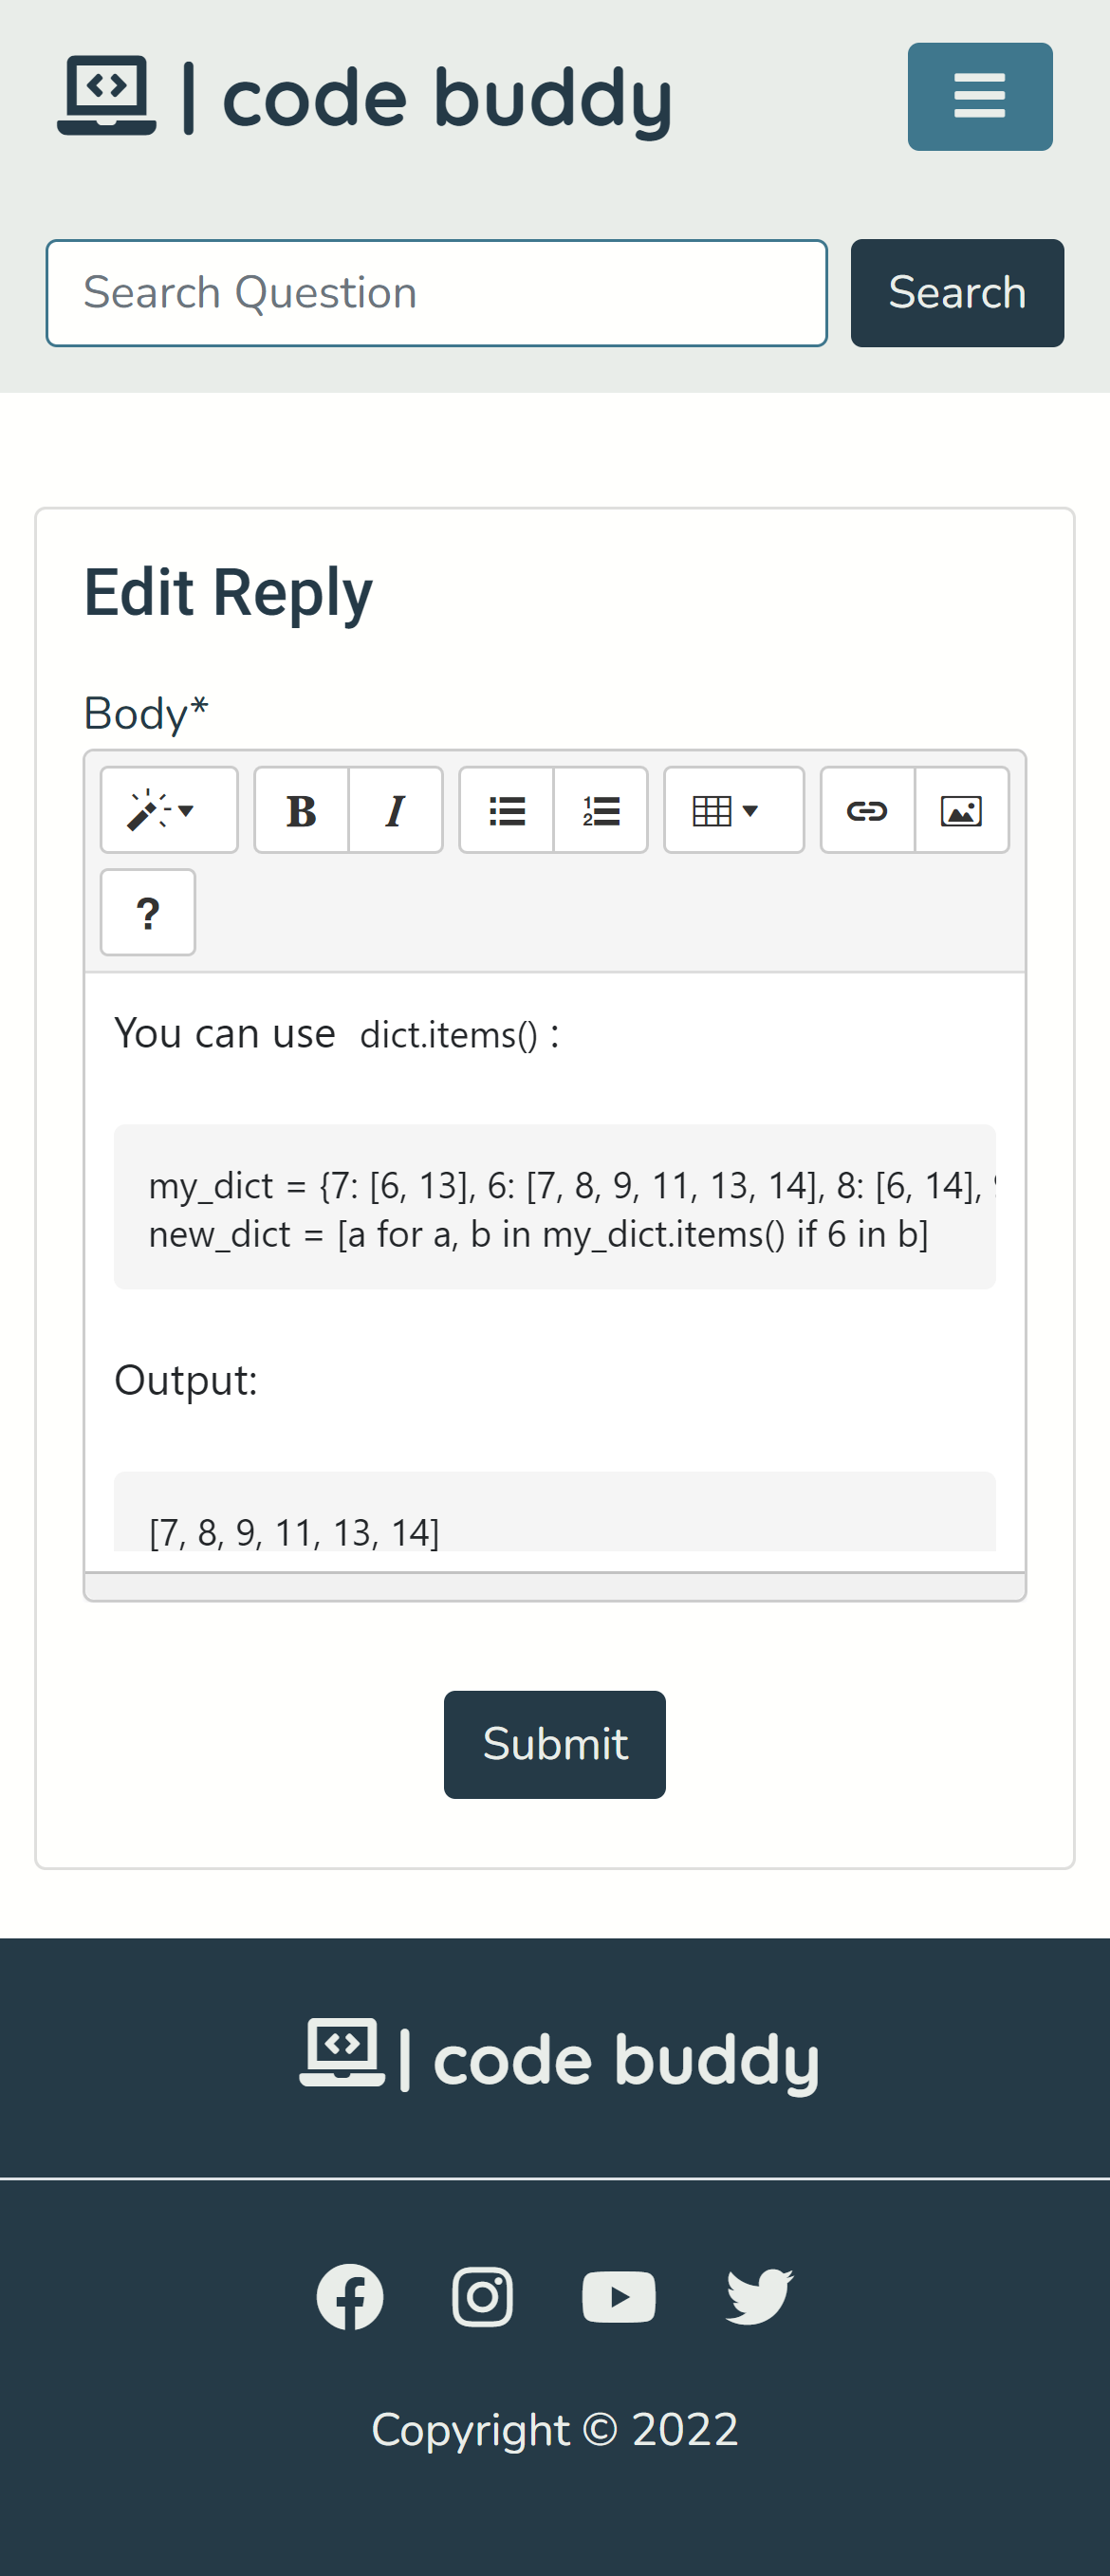 | code buddy
Search Question
Search
Edit Reply
Body*
B I
1
2
?
You can use dict.items() :
my_dict = {7: [6, 13], 6: [7, 8, 9, 11, 13, 14], 8: [6, 14],
new_dict = [a for a, b in my_dict.items() if 6 in b]
Output:
[7, 8, 9, 11, 13, 14]
Submit
| code buddy
Copyright © 2022